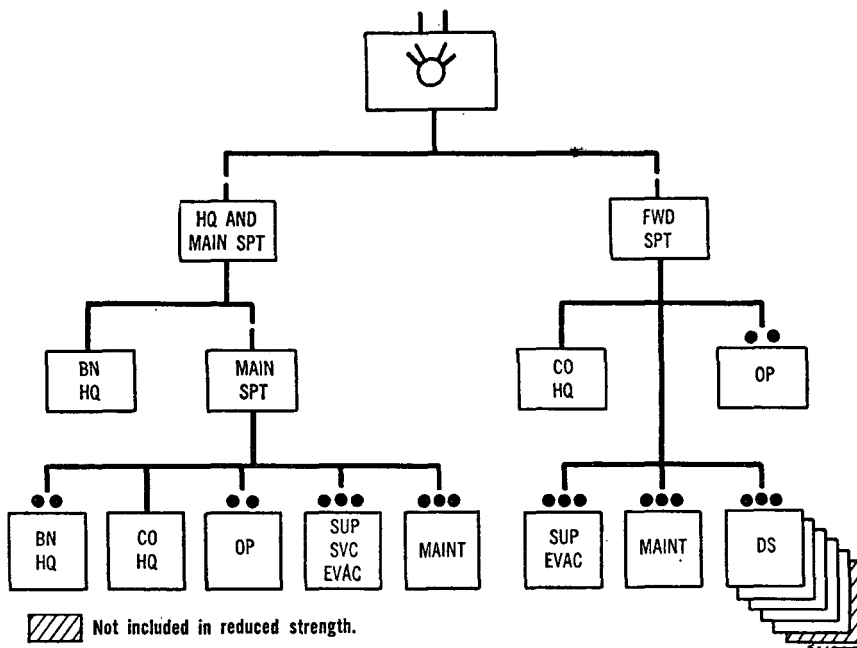 HQ AND
MAIN SPT
FWD
SPT
BN
HQ
MAIN
SPT
CO
HQ
OP
BN
HQ
CO
HQ
OP
SUP
SVC
EVAC
MAINT
SUP
EVAC
MAINT
DS
Not included in reduced strength.